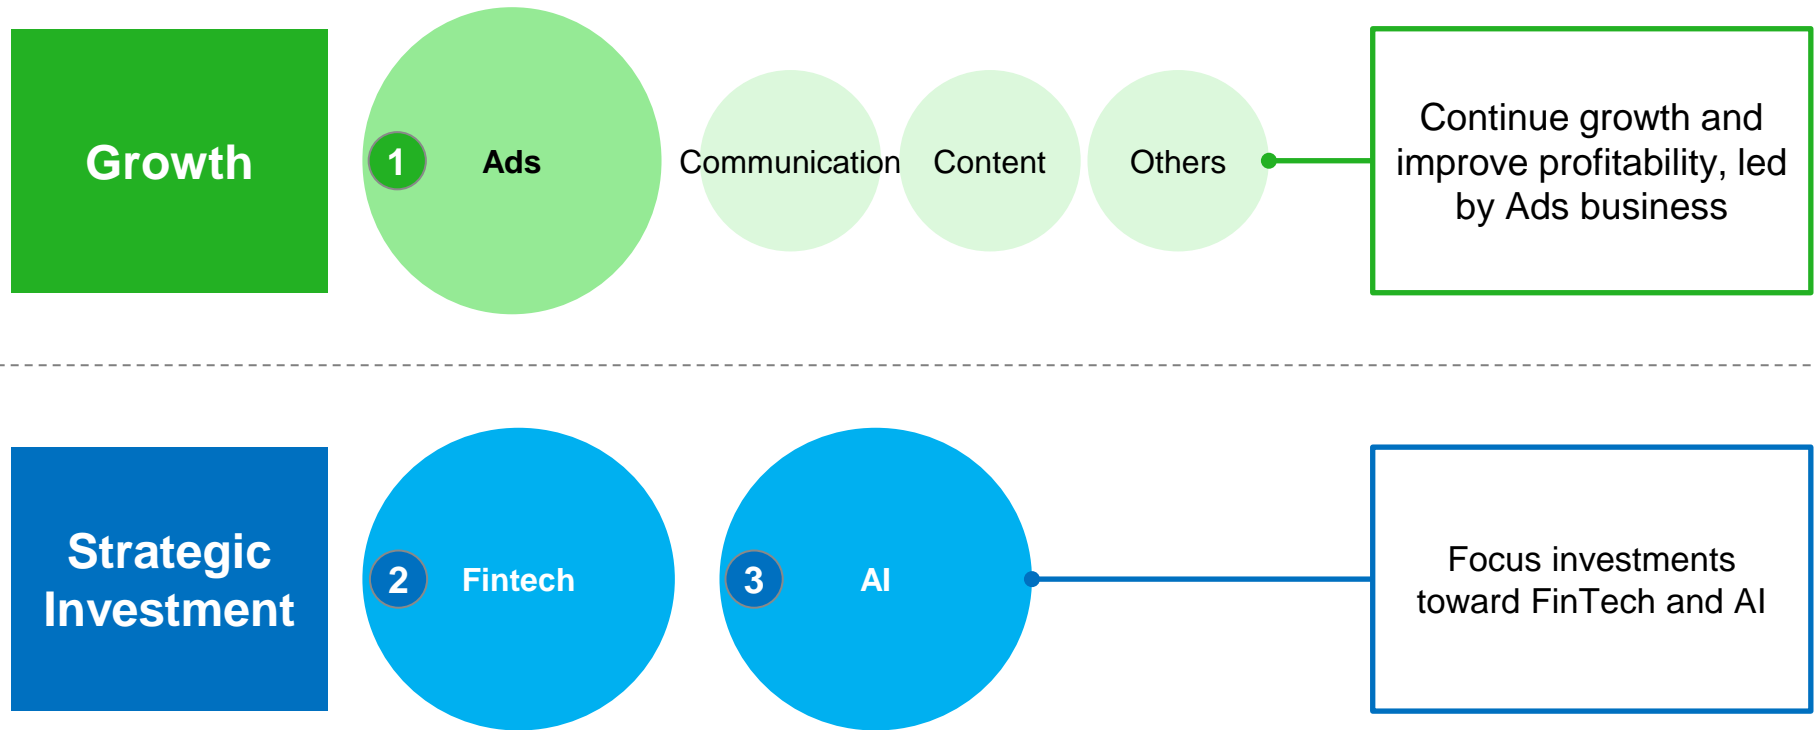 Growth
1
Ads
Communication
Content
Others
Continue growth and
improve profitability, led
by Ads business
Strategic
Investment
2
Fintech
3
AI
Focus investments
toward FinTech and AI